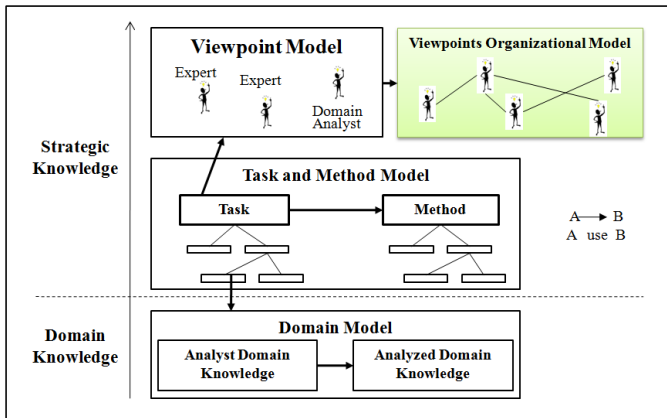 Viewpoint Model
Expert
Expert
Domain
Analyst
Viewpoints Organizational Model
Strategic
Knowledge
Task and Method Model
Task
Method
A → B
A use B
Domain
Knowledge
Domain Model
Analyst Domain
Knowledge
Analyzed Domain
Knowledge